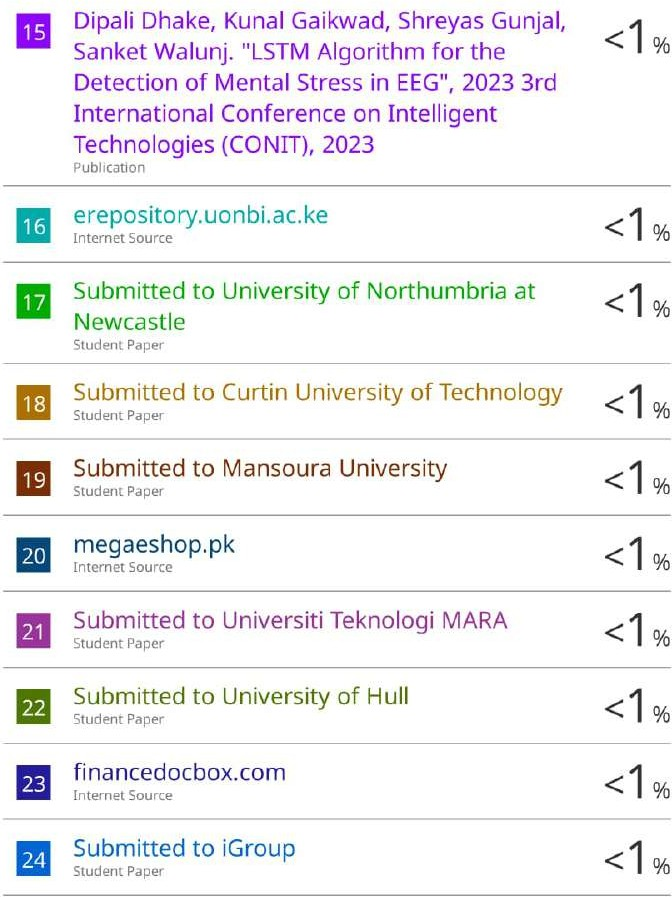 15
Dipali Dhake, Kunal Gaikwad, Shreyas Gunjal,
Sanket Walunj. "LSTM Algorithm for the
Detection of Mental Stress in EEG", 2023 3rd
International Conference on Intelligent
Technologies (CONIT), 2023
Publication
<1%
16
erepository.uonbi.ac.ke
Internet Source
<1%
17
Submitted to University of Northumbria at
Newcastle
Student Paper
<1%
18
Submitted to Curtin University of Technology
Student Paper
<1%
19
Submitted to Mansoura University
Student Paper
<1%
20
megaeshop.pk
Internet Source
<1%
21
Submitted to Universiti Teknologi MARA
Student Paper
<1%
22
Submitted to University of Hull
Student Paper
<1%
23
financedocbox.com
Internet Source
<1%
24
Submitted to iGroup
Student Paper
<1%